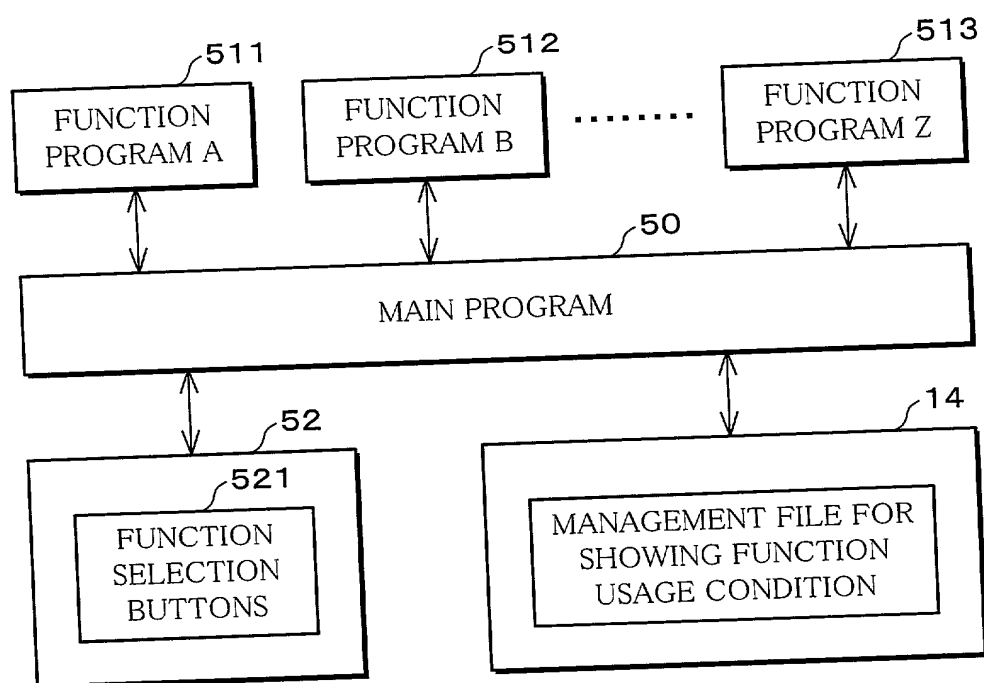 511
512
513
FUNCTION
PROGRAM A
FUNCTION
PROGRAM B
........
FUNCTION
PROGRAM Z
50
MAIN PROGRAM
52
14
521
FUNCTION
SELECTION
BUTTONS
MANAGEMENT FILE FOR
SHOWING FUNCTION
USAGE CONDITION